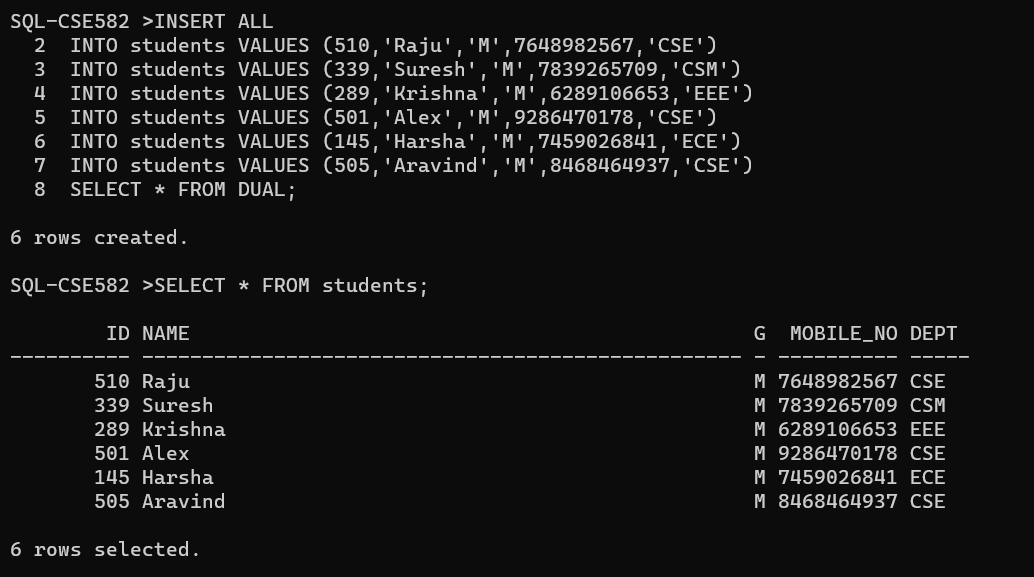 SQL-CSE582 >INSERT ALL
  2  INTO students VALUES (510,'Raju','M',7648982567,'CSE')
  3  INTO students VALUES (339,'Suresh','M',7839265709,'CSM')
  4  INTO students VALUES (289,'Krishna','M',6289106653,'EEE')
  5  INTO students VALUES (501,'Alex','M',9286470178,'CSE')
  6  INTO students VALUES (145,'Harsha','M',7459026841,'ECE')
  7  INTO students VALUES (505,'Aravind','M',8468464937,'CSE')
  8  SELECT * FROM DUAL;

6 rows created.

SQL-CSE582 >SELECT * FROM students;

        ID NAME                                               G  MOBILE_NO DEPT
---------- -------------------------------------------------- - ---------- -----
       510 Raju                                               M 7648982567 CSE
       339 Suresh                                             M 7839265709 CSM
       289 Krishna                                            M 6289106653 EEE
       501 Alex                                               M 9286470178 CSE
       145 Harsha                                             M 7459026841 ECE
       505 Aravind                                            M 8468464937 CSE

6 rows selected.